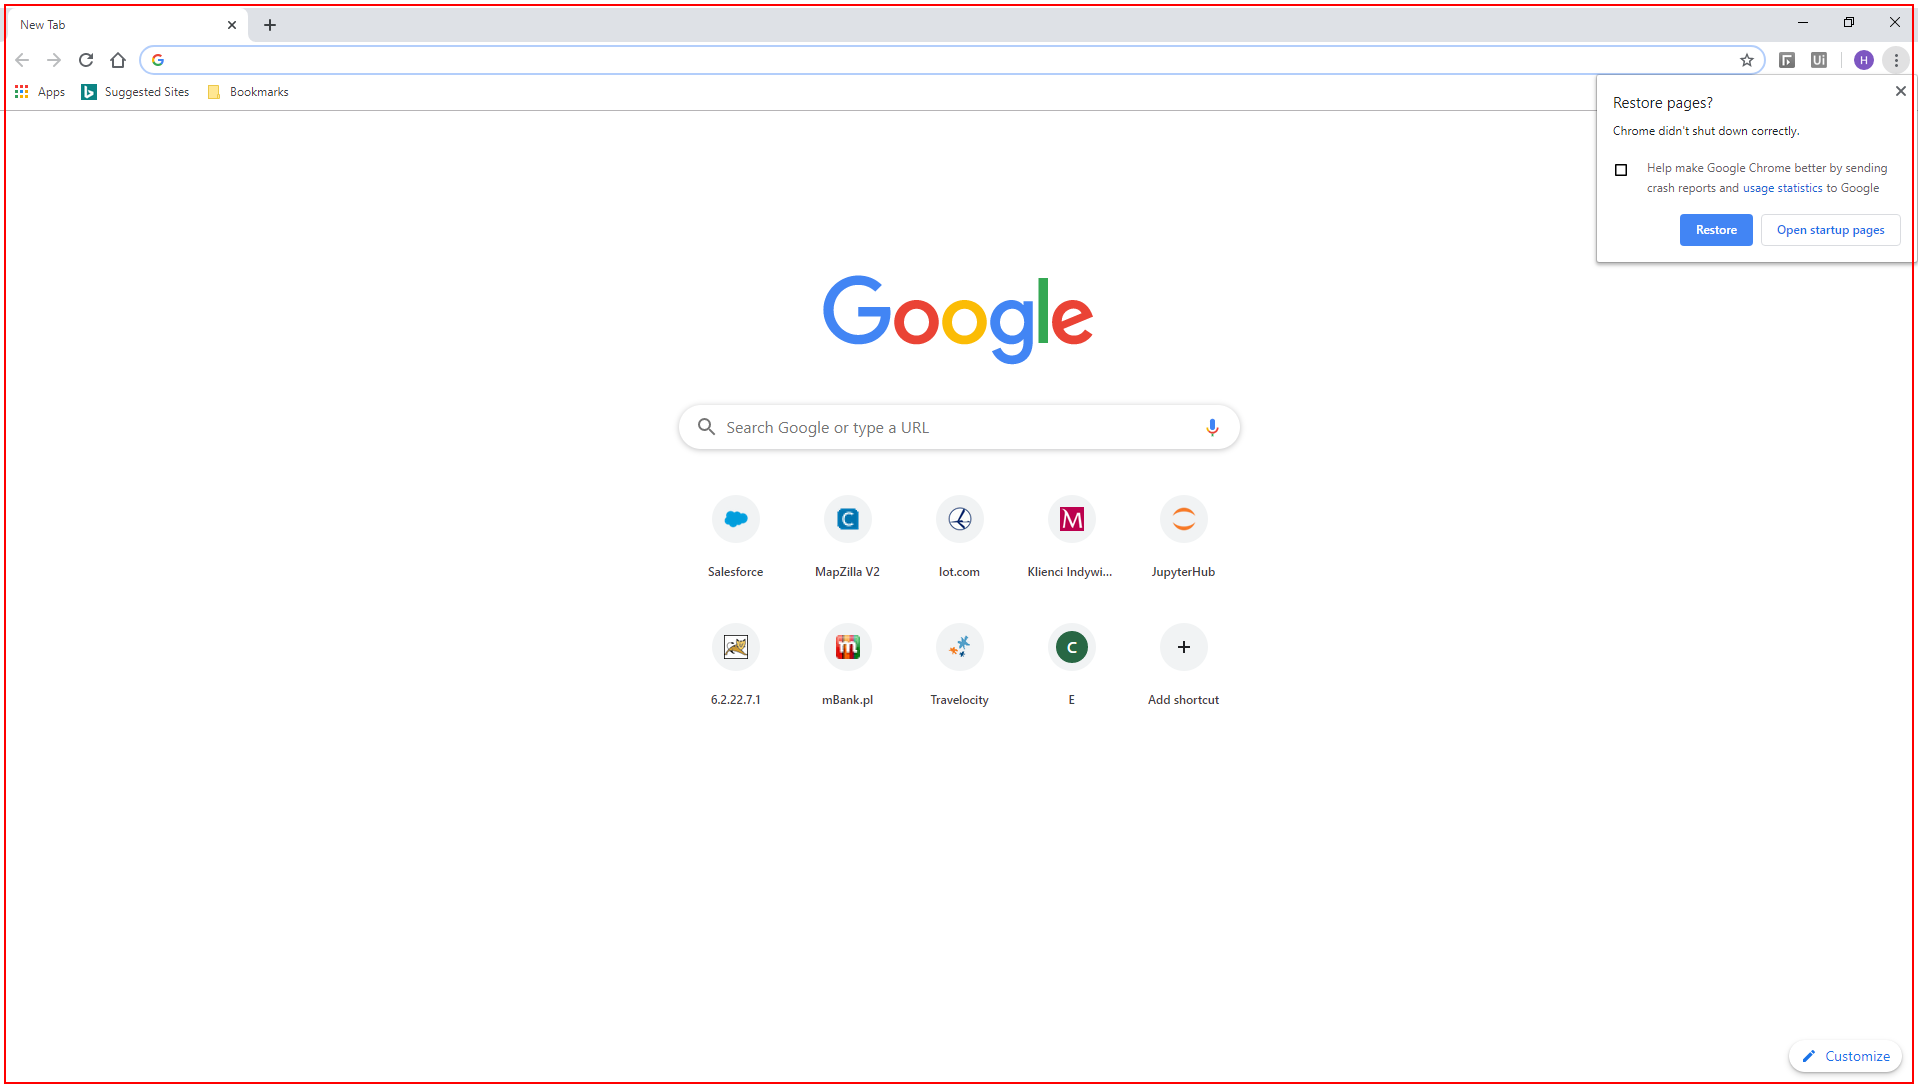 New Tab
Apps
Suggested Sites
Bookmarks
Ui
H
Restore pages?
Chrome didn't shut down correctly.
Help make Google Chrome better by sending
crash reports and usage statistics to Google
Restore
Open startup pages
Google
Search Google or type a URL
C
M
Salesforce
MapZilla V2
lot.com
Klienci Indywi...
JupyterHub
m
C
6.2.22.7.1
mBank.pl
Travelocity
E
Add shortcut
Customize